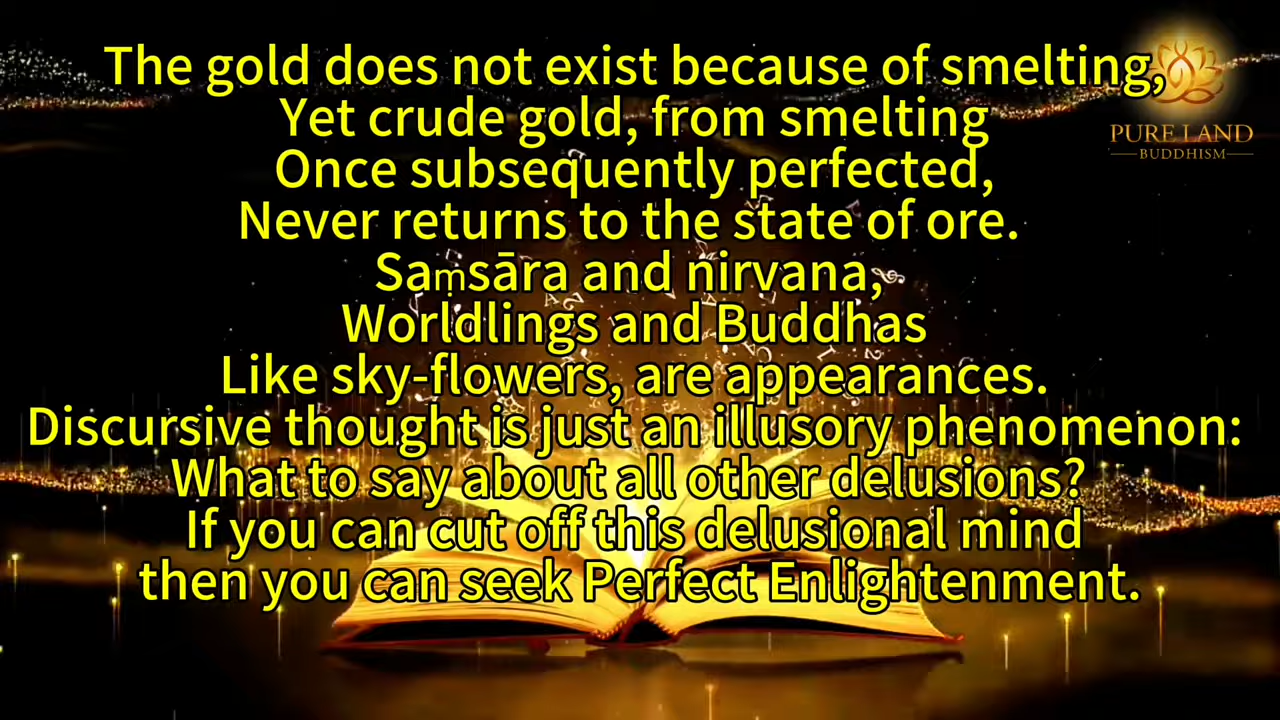 The gold does not exist because of smelting,
Yet crude gold, from smelting
Once subsequently perfected,
Never returns to the state of ore.
Saṁsāra and nirvana,
Worldlings and Buddhas
Like sky-flowers, are appearances.
Discursive thought is just an illusory phenomenon:
What to say about all other delusions?
If you can cut off this delusional mind
then you can seek Perfect Enlightenment.
PURE LAND
BUDDHISM